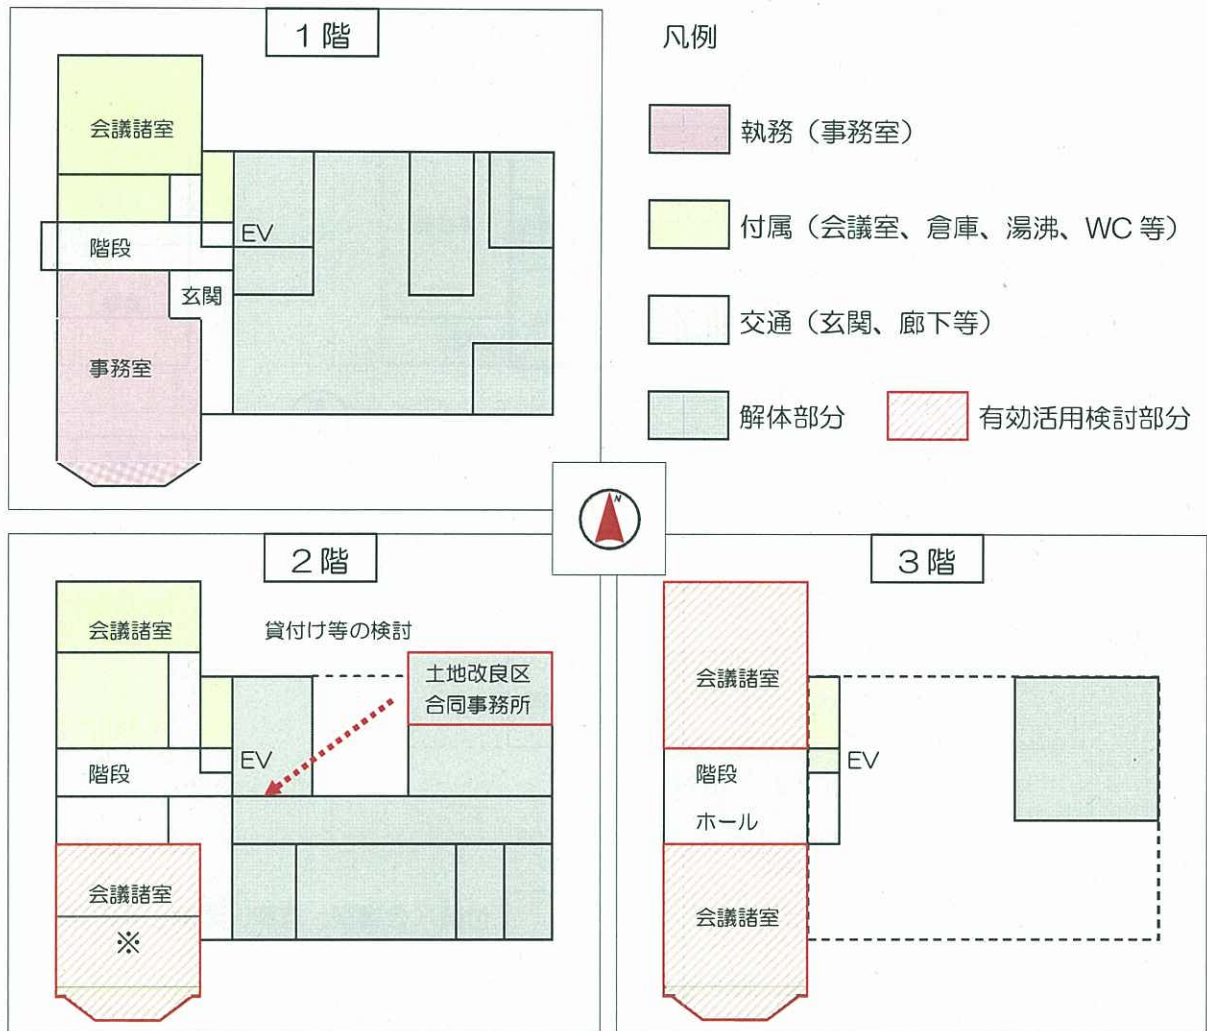 1階
会議諸室
階段
EV
玄関
事務室
凡例
執務（事務室）
付属（会議室、倉庫、湯沸、WC等）
交通（玄関、廊下等）
解体部分
有効活用検討部分
N
2階
会議諸室
貸付け等の検討
土地改良区
合同事務所
階段
EV
会議諸室
※
3階
会議諸室
階段
EV
ホール
会議諸室